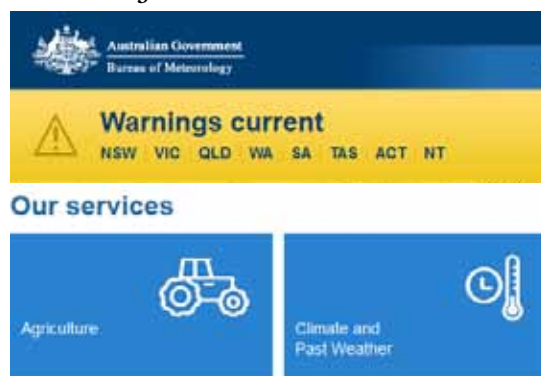 Australian Government
Bureau of Meteorology
Warnings current
NSW VIC QLD WA SA TAS ACT NT
Our services
Agriculture
Climate and
Past Weather